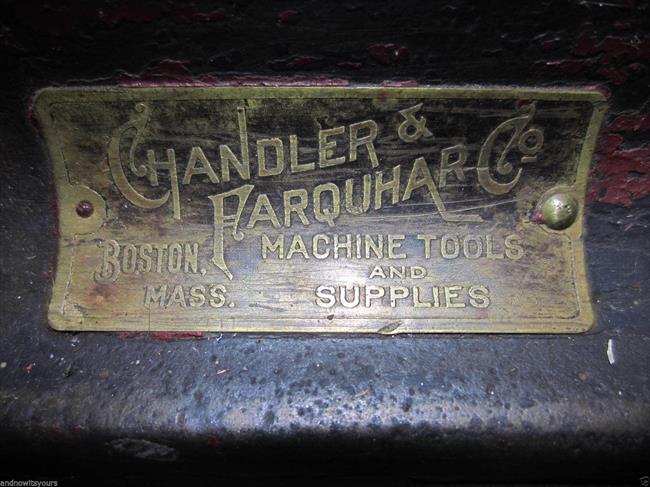 CHANDLER & FARQUHAR Co
BOSTON, MASS.
MACHINE TOOLS
AND
SUPPLIES
andnowitsyours